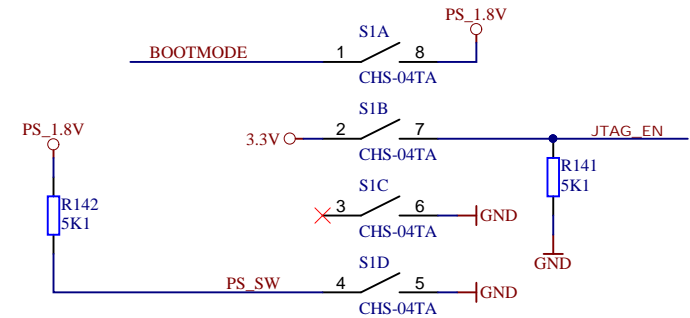 PS_1.8V
S1A
BOOTMODE
1
8
CHS-04TA
S1B
PS_1.8V
3.3V
2
7
JTAG_EN
CHS-04TA
R141
5K1
S1C
R142
5K1
3
6
GND
CHS-04TA
GND
S1D
PS_SW
4
5
GND
CHS-04TA